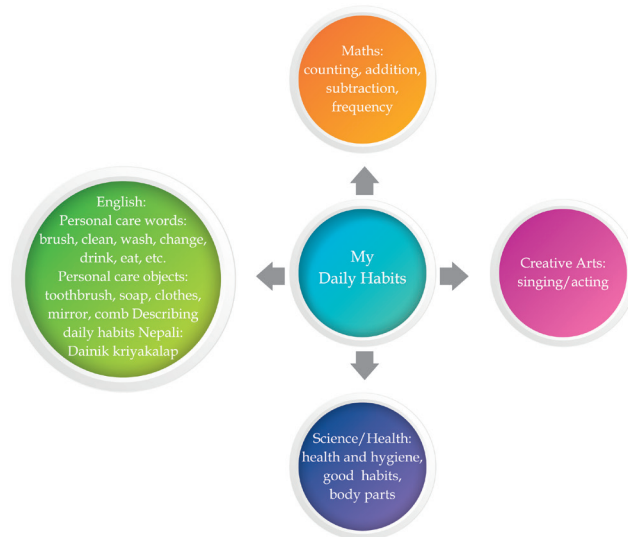 Maths:
counting, addition,
subtraction,
frequency
English:
Personal care words:
brush, clean, wash, change,
drink, eat, etc.
Personal care objects:
toothbrush, soap, clothes,
mirror, comb Describing
daily habits Nepali:
Dainik kriyakalap
My
Daily Habits
Creative Arts:
singing/acting
Science/Health:
health and hygiene,
good habits,
body parts